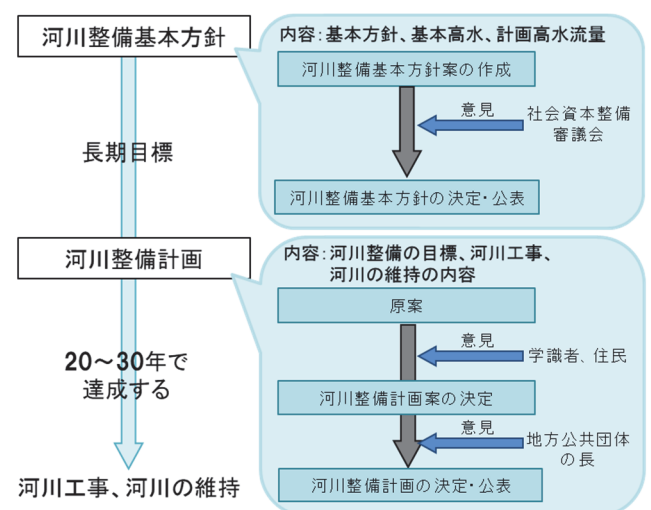 河川整備基本方針
内容：基本方針、基本高水、計画高水流量
河川整備基本方針案の作成
意見
社会資本整備
審議会
長期目標
河川整備基本方針の決定・公表
河川整備計画
内容：河川整備の目標、河川工事、
河川の維持の内容
原案
意見
学識者、住民
20～30年で
達成する
河川整備計画案の決定
意見
地方公共団体
の長
河川工事、河川の維持
河川整備計画の決定・公表